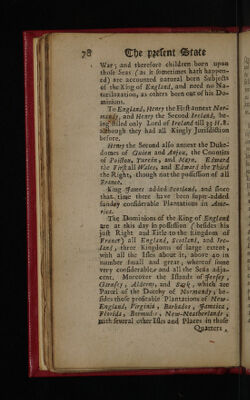 78 The present State
War; and therefore children born upon
those Seas (as it sometimes hath happen-
ed) are accounted natural born Subjects
of the King of England, and need no Na-
turalization, as others born out of his Do-
minions.
To England, Henry the First annext Nor-
mandy, and Henry the Second Ireland, be-
ing stiled only Lord of Ireland till 33 H. 8.
although they had all Kingly Jurisdiction
before.
Henry the Second also annext the Duke-
domes of Guien and Anjou, the Counties
of Poictou, Turein, and Mayn. Edward
the First all Wales, and Edward the Third
the Right, though not the possession of all
France.
King James added Scotland, and since
that time there have been super-added
sundry considerable Plantations in Ame-
rica.
The Dominions of the King of England
are at this day in possession (besides his
just Right and Title to the Kingdom of
France) all England, Scotland, and Ire-
land, three Kingdoms of large extent,
with all the Isles about it, above 40 in
number small and great, whereof some
very considerable, and all the Seas adja-
cent. Moreover the Islands of Jersey,
Garnsey, Alderny, and Sark, which are
Parcel of the Dutchy of Normandy; be-
sides those profitable Plantations of New-
England, Virginia, Barbados, Jamaica,
Florida, Bermudos, New-Neatherlands,
with several other Isles and Places in those
Quarters,